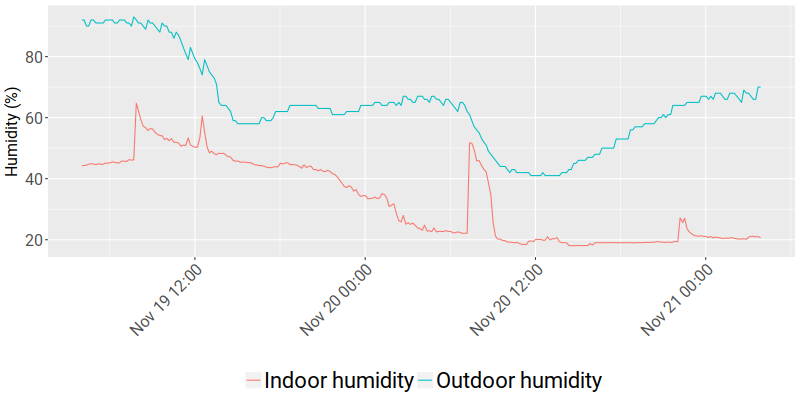 Humidity (%)
80
60
40
20
Nov 19 12:00
Nov 20 00:00
Nov 20 12:00
Nov 21 00:00
Indoor humidity
Outdoor humidity